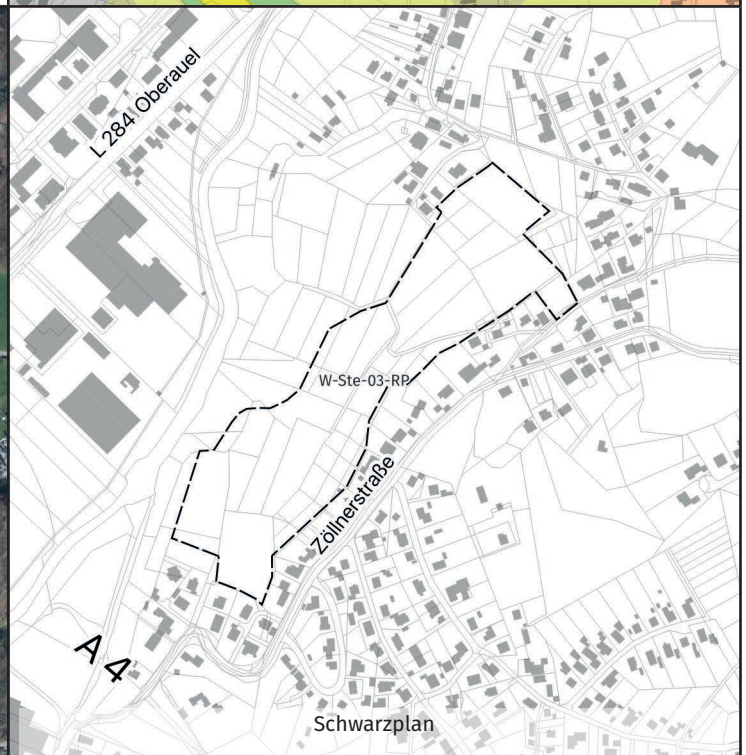 L 284 Oberauel
W-Ste-03-RP
Zöllnerstraße
A 4
Schwarzplan